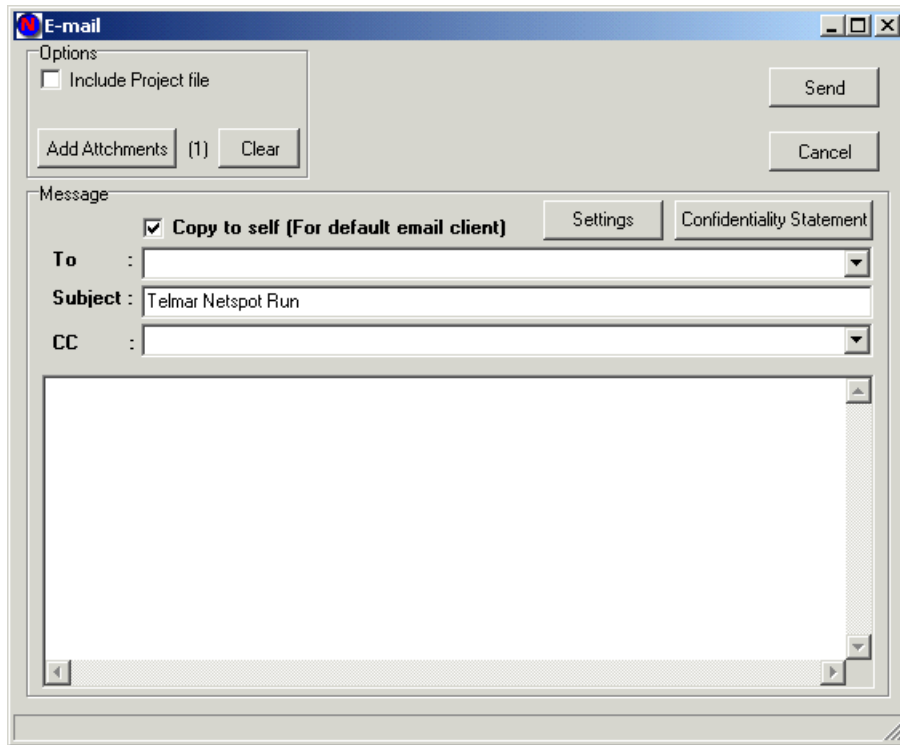 N E-mail
Options
Include Project file
Send
Add Attchments (1) Clear
Cancel
Message
Copy to self (For default email client) Settings Confidentiality Statement
To :
Subject : Telmar Netspot Run
CC :